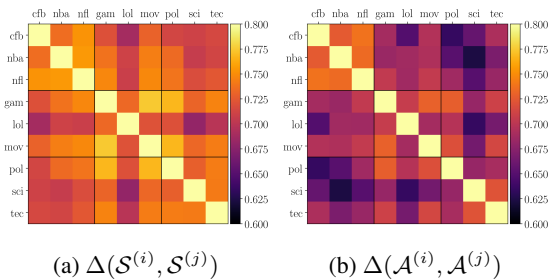 cfb nba nfl gam lol mov pol sci tec
cfb
nba
nfl
gam
lol
mov
pol
sci
tec
0.800
0.775
0.750
0.725
0.700
0.675
0.650
0.625
0.600
(a) Δ(𝒮^(i), 𝒮^(j))
cfb nba nfl gam lol mov pol sci tec
cfb
nba
nfl
gam
lol
mov
pol
sci
tec
0.800
0.775
0.750
0.725
0.700
0.675
0.650
0.625
0.600
(b) Δ(𝒜^(i), 𝒜^(j))